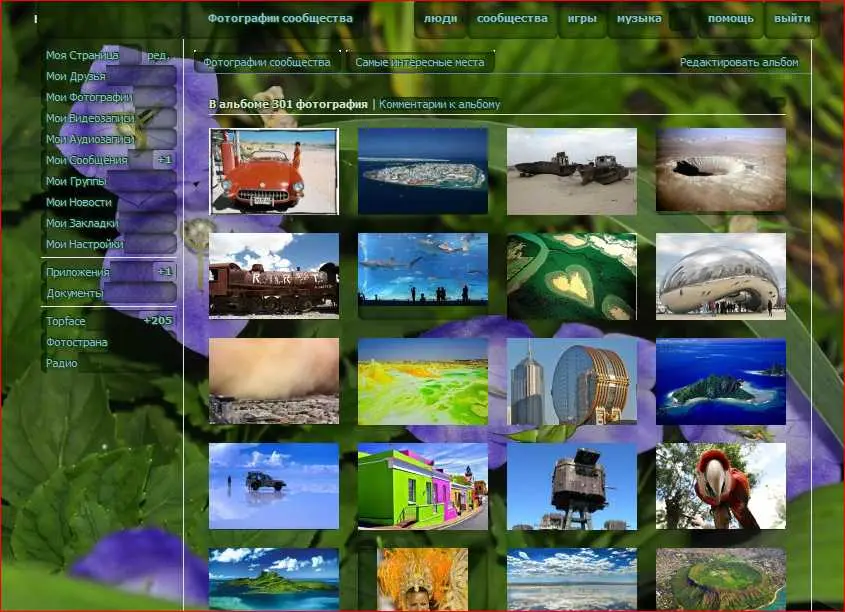 Фотографии сообщества
люди
сообщества
игры
музыка
помощь
выйти
Моя Страница ред.
Мои Друзья
Мои Фотографии
Мои Видеозаписи
Мои Аудиозаписи
Мои Сообщения +1
Мои Группы
Мои Новости
Мои Закладки
Мои Настройки
Приложения +1
Документы
Topface +205
Фотострана
Радио
Фотографии сообщества
Самые интересные места
Редактировать альбом
В альбоме 301 фотография | Комментарии к альбому